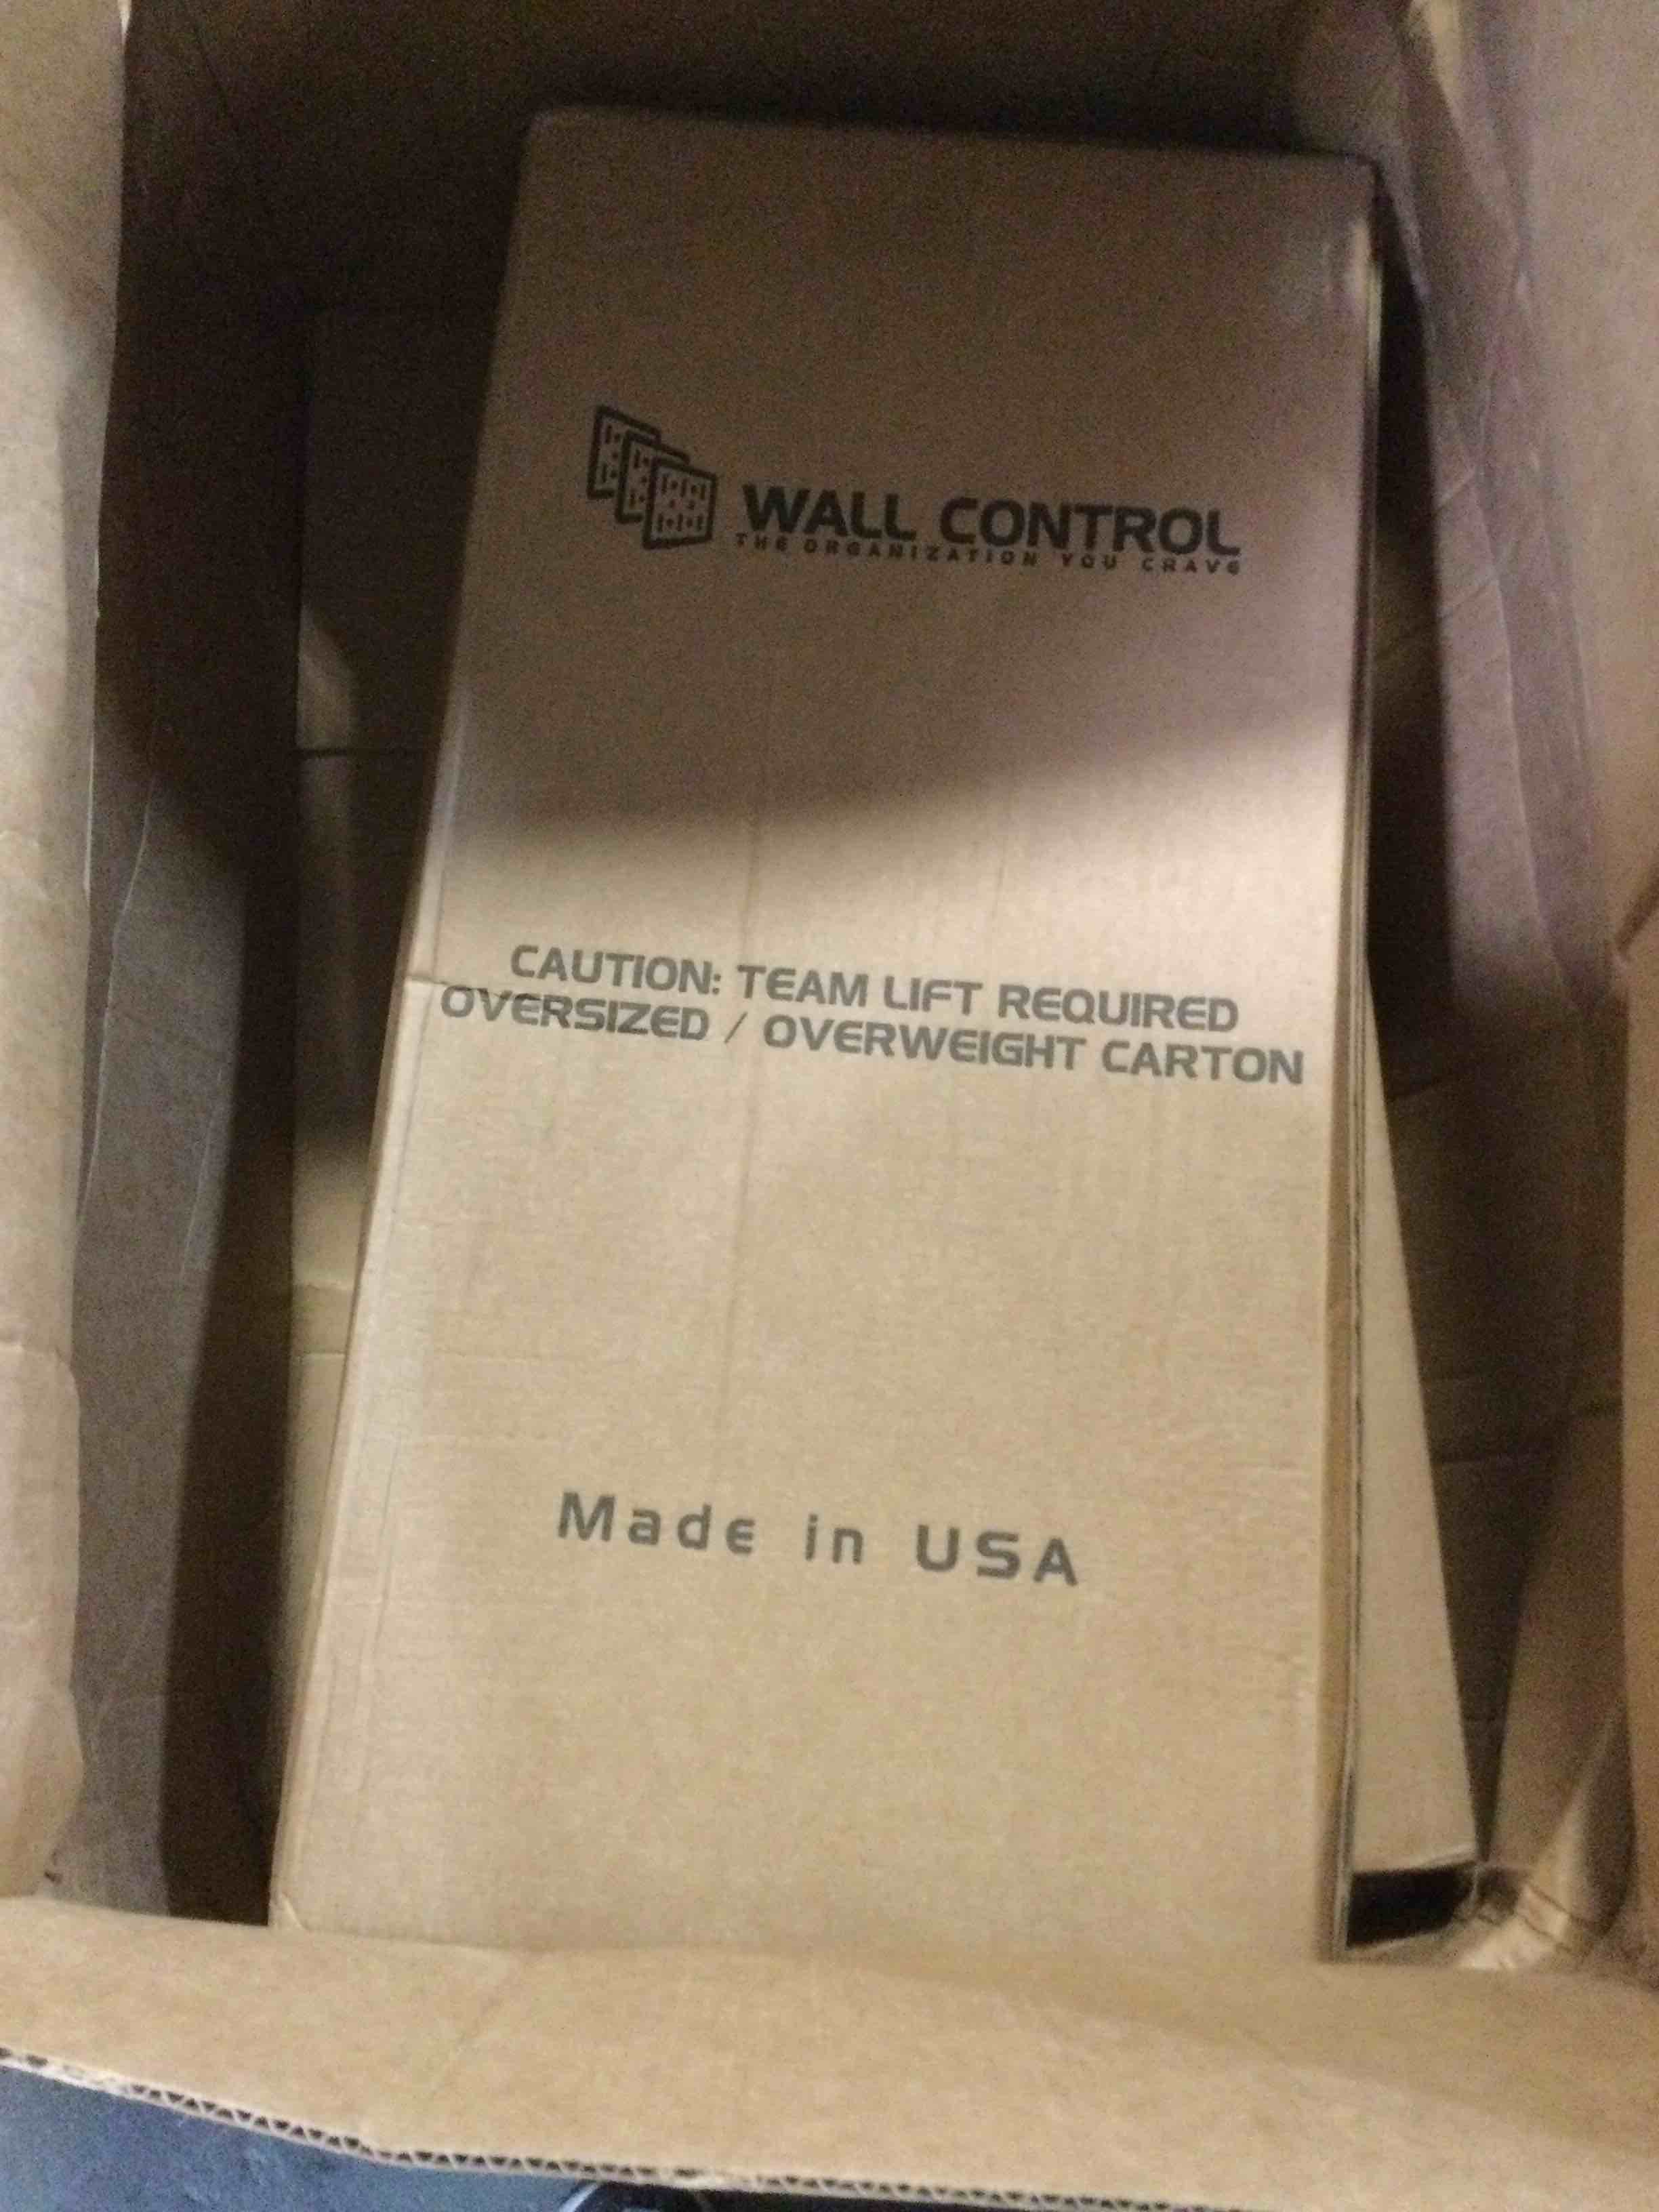 WALL CONTROL
THE ORGANIZATION YOU CRAVE
CAUTION: TEAM LIFT REQUIRED
OVERSIZED / OVERWEIGHT CARTON
Made in USA